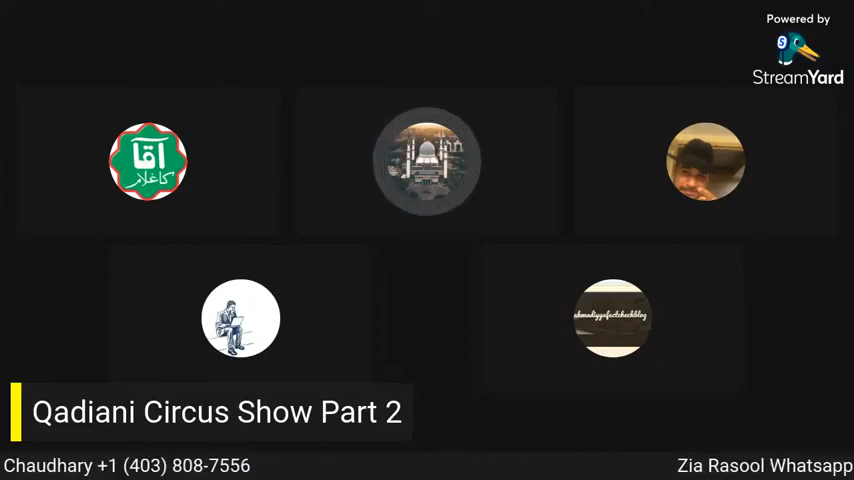 Powered by
StreamYard
آقا
کا غلام
ahmadiyyafactcheckblog
Qadiani Circus Show Part 2
Chaudhary +1 (403) 808-7556
Zia Rasool Whatsapp